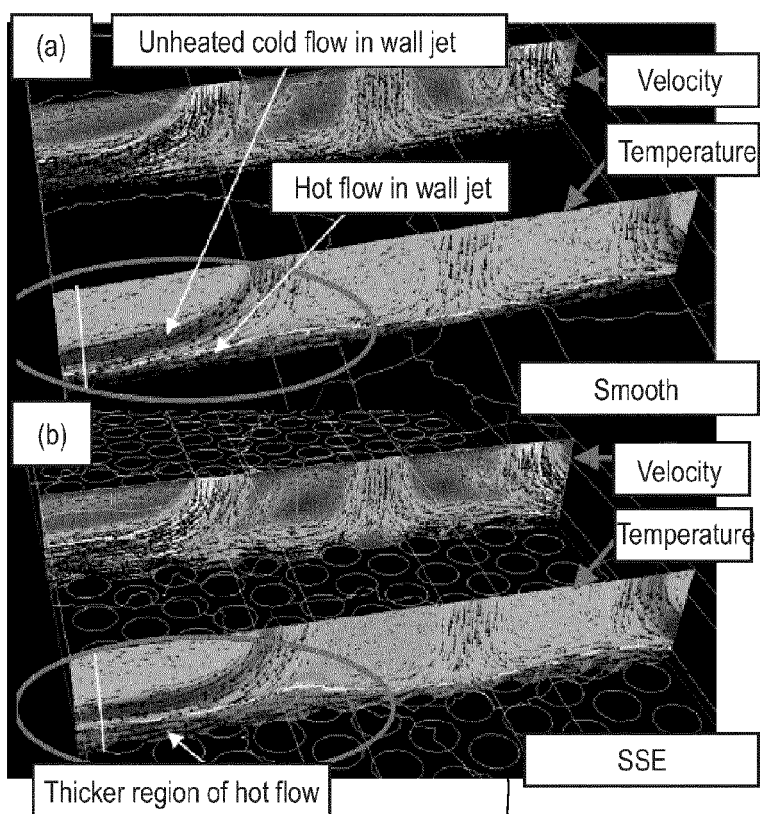 (a)
Unheated cold flow in wall jet
Velocity
Temperature
Hot flow in wall jet
Smooth
(b)
Velocity
Temperature
SSE
Thicker region of hot flow